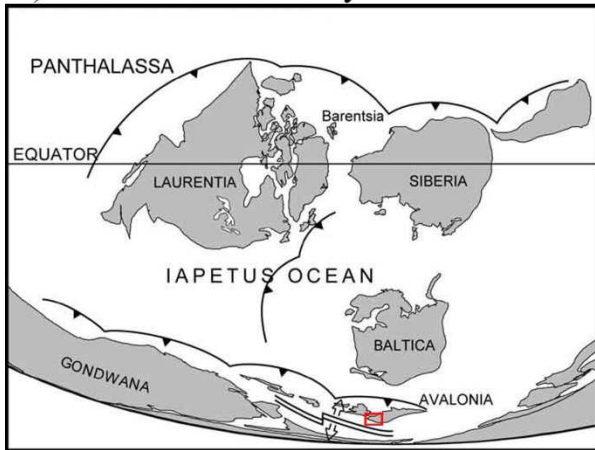 PANTHALASSA
Barentsia
EQUATOR
LAURENTIA
SIBERIA
IAPETUS OCEAN
BALTICA
GONDWANA
AVALONIA